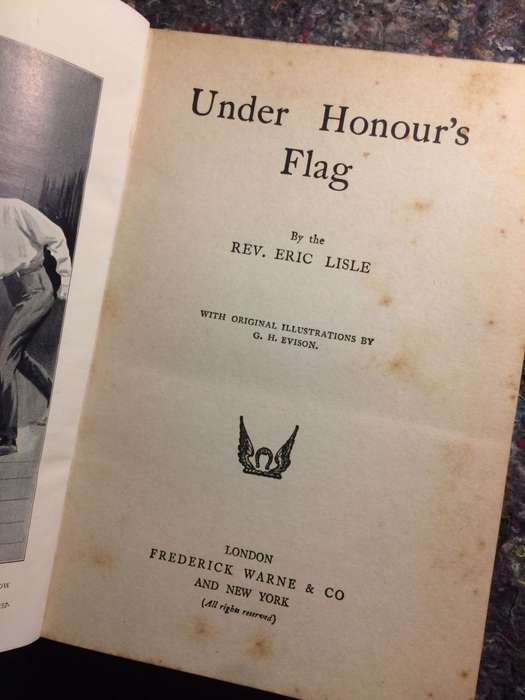 Under Honour's
Flag
By the
REV. ERIC LISLE
WITH ORIGINAL ILLUSTRATIONS BY
G. H. EVISON.
LONDON
FREDERICK WARNE & CO
AND NEW YORK
(All rights reserved)